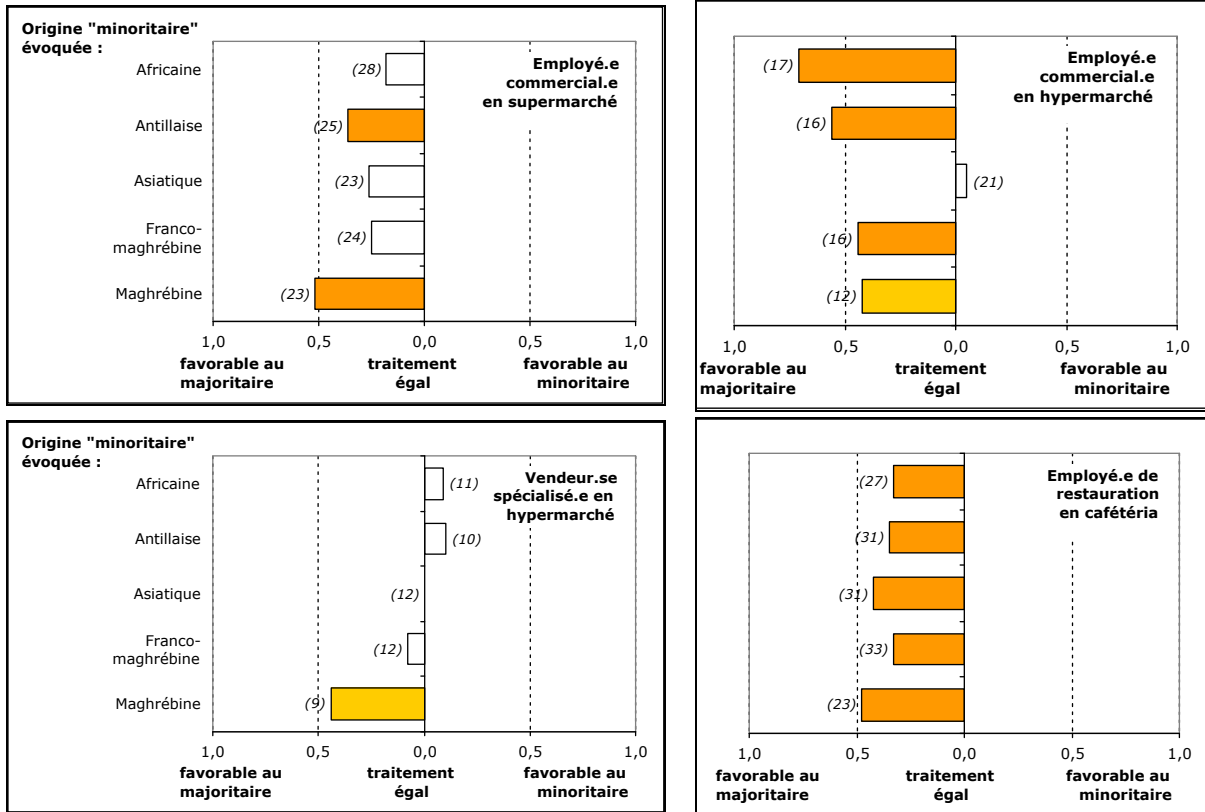 Origine "minoritaire"
évoquée :
Employé.e
commercial.e
en supermarché
Africaine
(28)
Antillaise
(25)
Asiatique
(23)
Franco-
maghrébine
(24)
Maghrébine
(23)
1,0 0,5 0,0 0,5 1,0
favorable au traitement favorable au
majoritaire égal minoritaire
Employé.e
commercial.e
en hypermarché
(17)
(16)
(21)
(16)
(12)
1,0 0,5 0,0 0,5 1,0
favorable au traitement favorable au
majoritaire égal minoritaire
Origine "minoritaire"
évoquée :
Vendeur.se
spécialisé.e en
hypermarché
Africaine
(11)
Antillaise
(10)
Asiatique
(12)
Franco-
maghrébine
(12)
Maghrébine
(9)
1,0 0,5 0,0 0,5 1,0
favorable au traitement favorable au
majoritaire égal minoritaire
Employé.e de
restauration
en cafétéria
(27)
(31)
(31)
(33)
(23)
1,0 0,5 0,0 0,5 1,0
favorable au traitement favorable au
majoritaire égal minoritaire